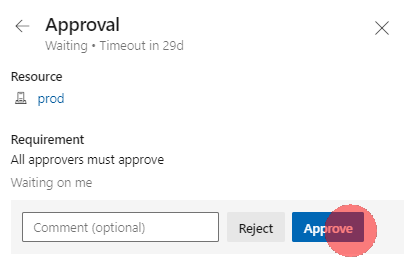 Approval
Waiting • Timeout in 29d
Resource
prod
Requirement
All approvers must approve
Waiting on me
Comment (optional) Reject Approve